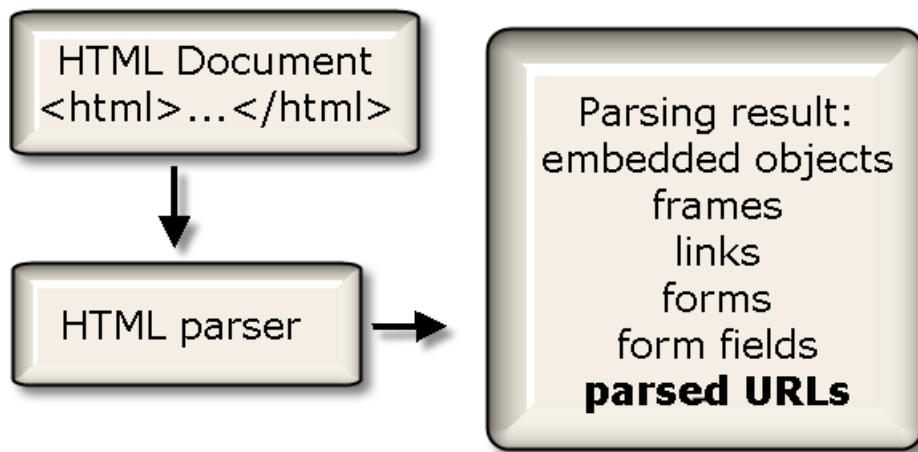 HTML Document
<html>...</html>
HTML parser
Parsing result:
embedded objects
frames
links
forms
form fields
parsed URLs